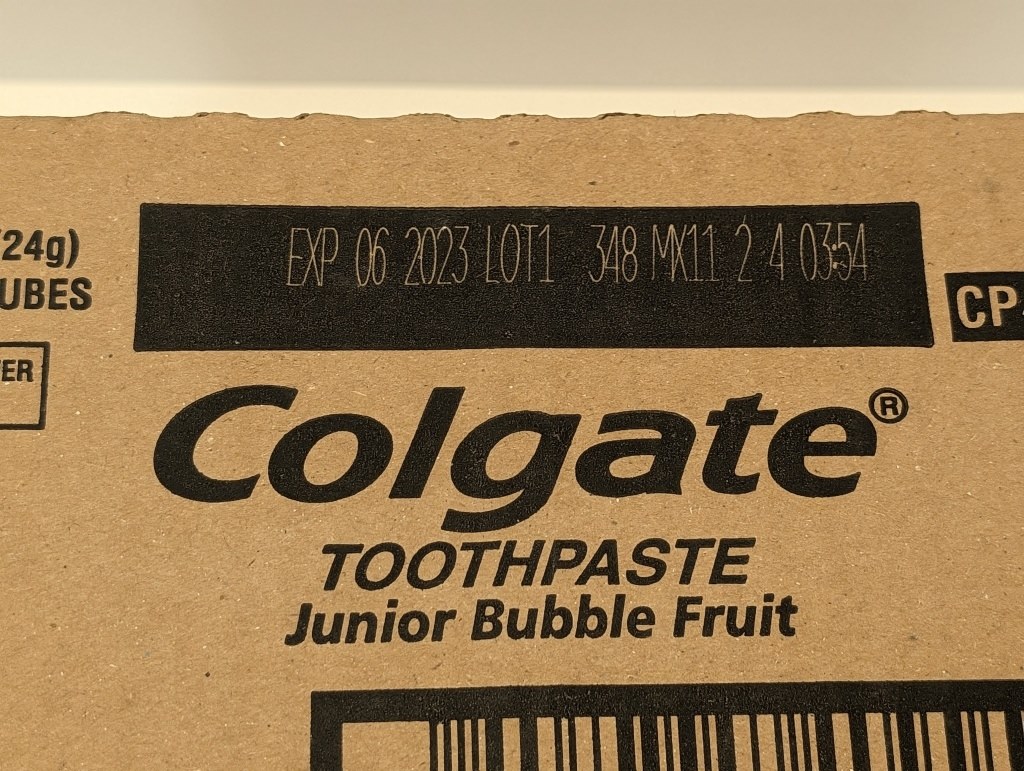 24g)
UBES
ER
EXP 06 2023 LOT1 348 MX11 2 4 03:54
CP
Colgate®
TOOTHPASTE
Junior Bubble Fruit